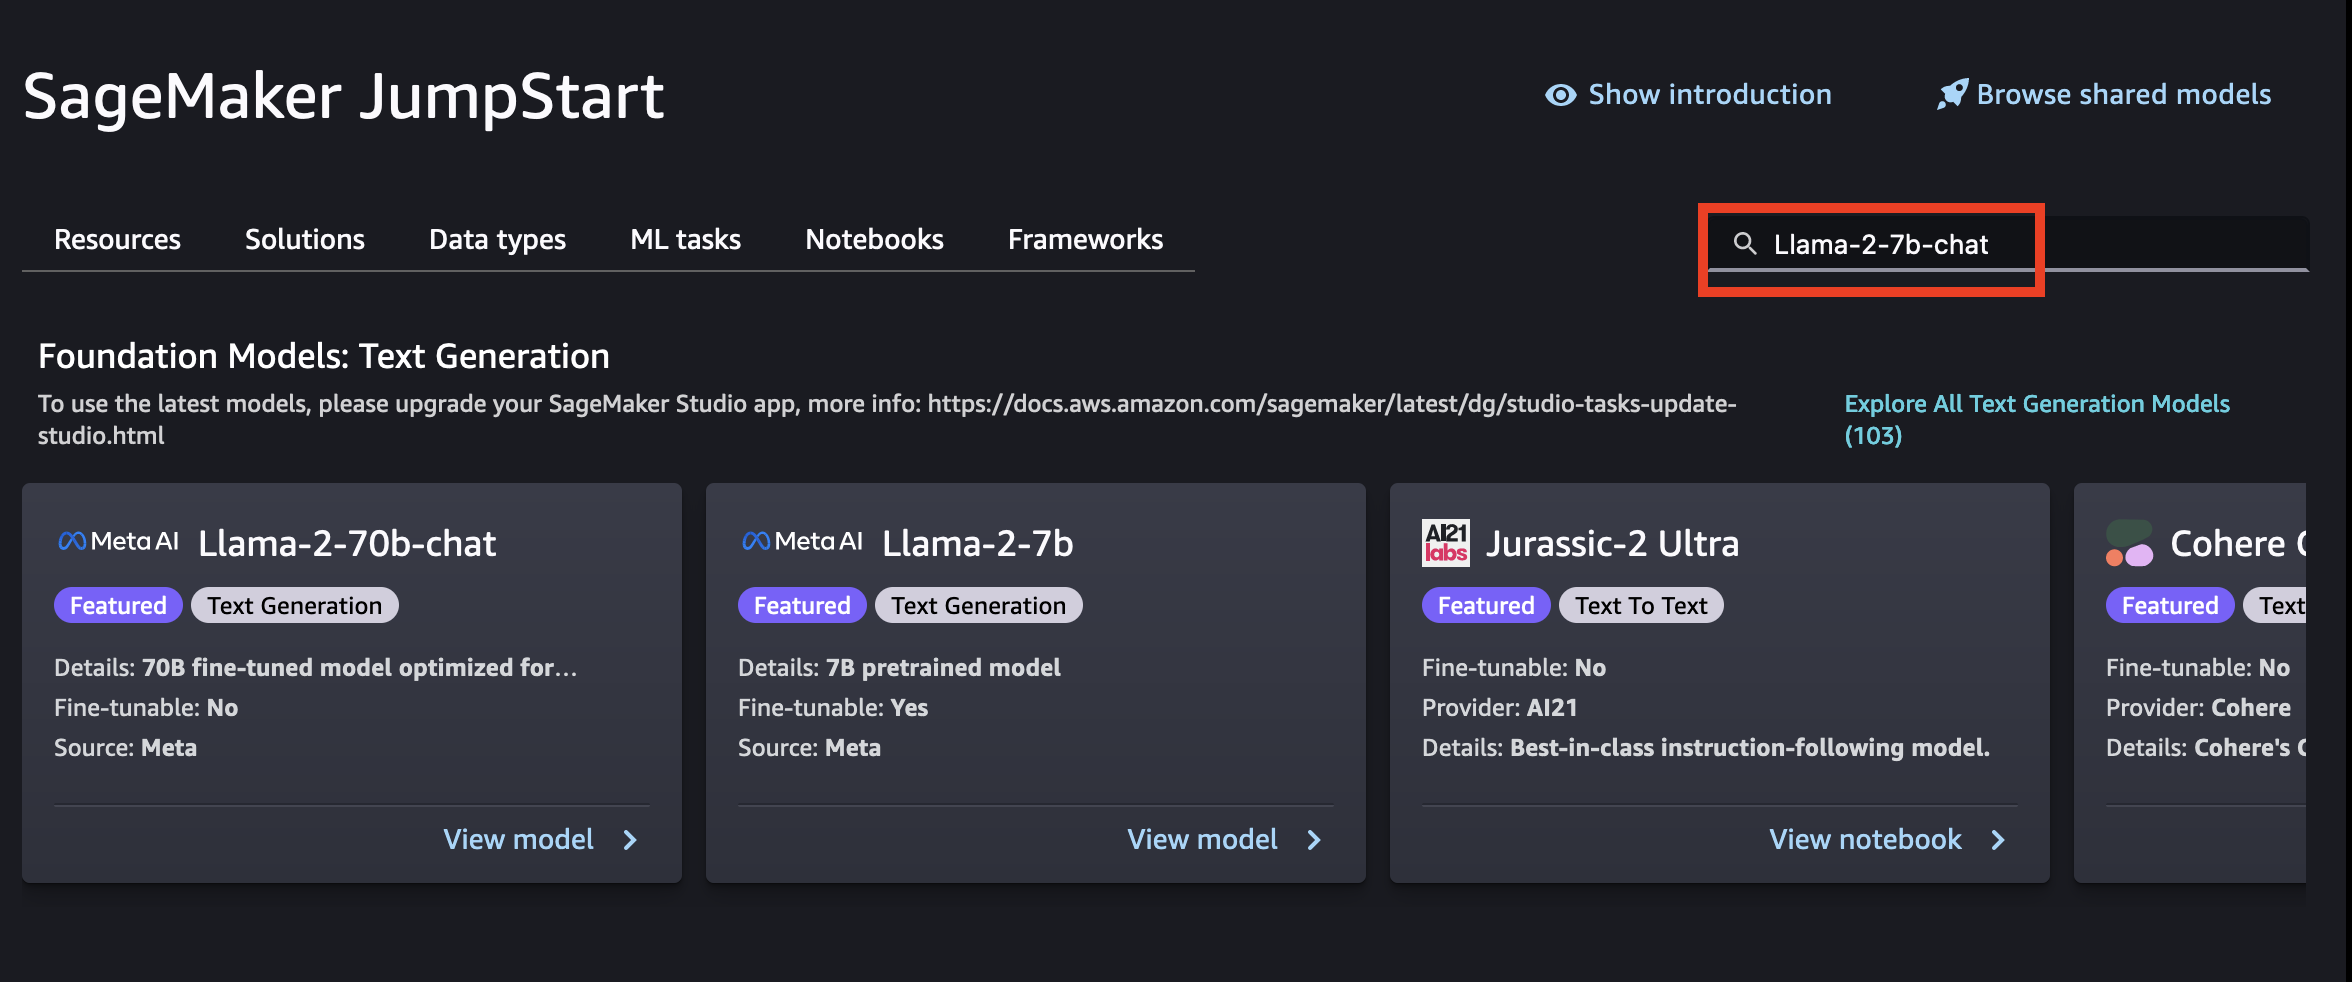 SageMaker JumpStart
Show introduction
Browse shared models
Resources
Solutions
Data types
ML tasks
Notebooks
Frameworks
Llama-2-7b-chat
Foundation Models: Text Generation
To use the latest models, please upgrade your SageMaker Studio app, more info: https://docs.aws.amazon.com/sagemaker/latest/dg/studio-tasks-update-
studio.html
Explore All Text Generation Models
(103)
Meta AI Llama-2-70b-chat
Featured Text Generation
Details: 70B fine-tuned model optimized for...
Fine-tunable: No
Source: Meta
View model
Meta AI Llama-2-7b
Featured Text Generation
Details: 7B pretrained model
Fine-tunable: Yes
Source: Meta
View model
AI21
labs
Jurassic-2 Ultra
Featured Text To Text
Fine-tunable: No
Provider: AI21
Details: Best-in-class instruction-following model.
View notebook
Cohere
Featured Text
Fine-tunable: No
Provider: Cohere
Details: Cohere's